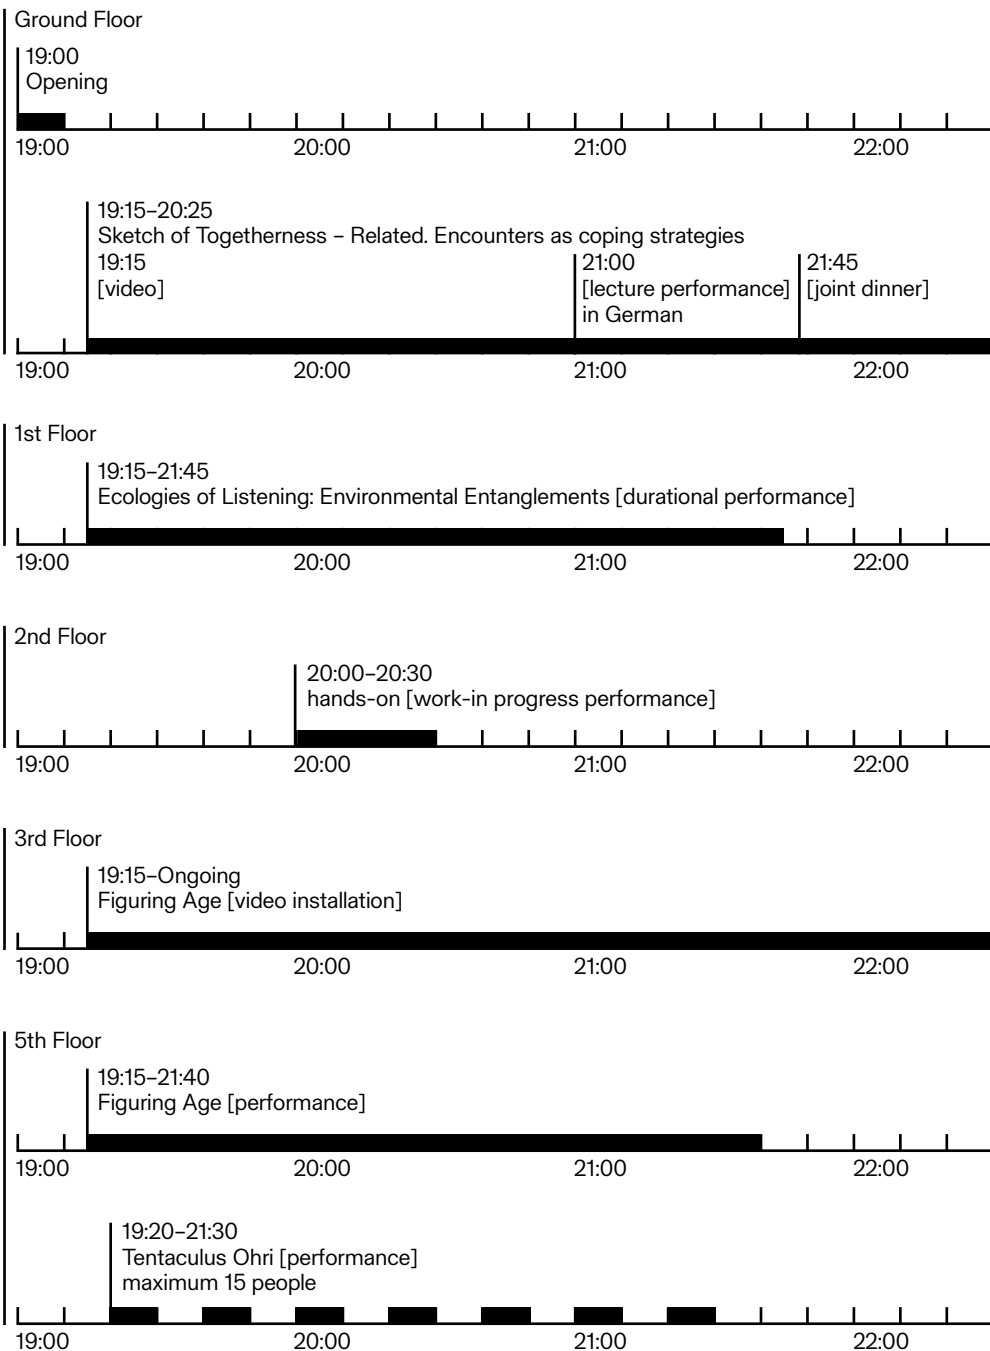 Ground Floor
19:00
Opening
19:00 20:00 21:00 22:00
19:15–20:25
Sketch of Togetherness – Related. Encounters as coping strategies
19:15
[video]
21:00
[lecture performance]
in German
21:45
[joint dinner]
19:00 20:00 21:00 22:00
1st Floor
19:15–21:45
Ecologies of Listening: Environmental Entanglements [durational performance]
19:00 20:00 21:00 22:00
2nd Floor
20:00–20:30
hands-on [work-in progress performance]
19:00 20:00 21:00 22:00
3rd Floor
19:15–Ongoing
Figuring Age [video installation]
19:00 20:00 21:00 22:00
5th Floor
19:15–21:40
Figuring Age [performance]
19:00 20:00 21:00 22:00
19:20–21:30
Tentaculus Ohri [performance]
maximum 15 people
19:00 20:00 21:00 22:00